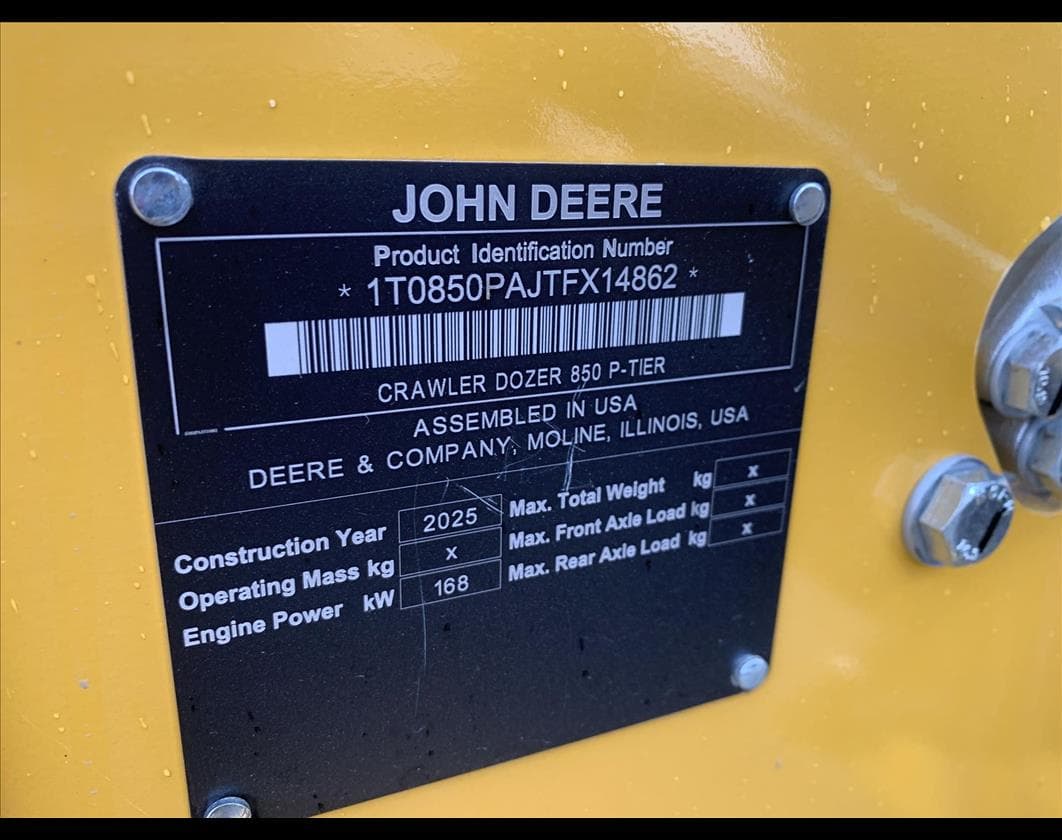 JOHN DEERE
Product Identification Number
* 1T0850PAJTFX14862 *
CRAWLER DOZER 850 P-TIER
ASSEMBLED IN USA
DEERE & COMPANY, MOLINE, ILLINOIS, USA
Construction Year 2025
Operating Mass kg x
Engine Power kW 168
Max. Total Weight kg x
Max. Front Axle Load kg x
Max. Rear Axle Load kg x